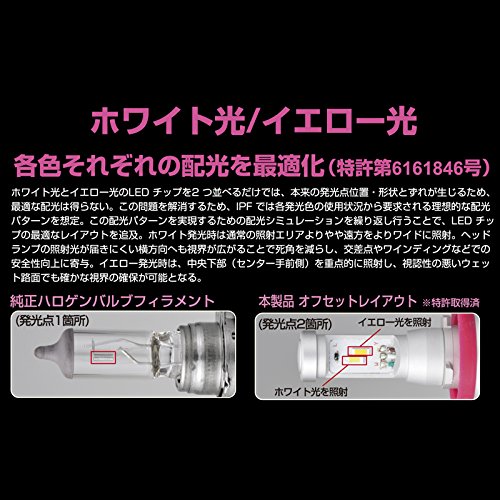 ホワイト光/イエロー光
各色それぞれの配光を最適化（特許第6161846号）
ホワイト光とイエロー光のLED チップを2 つ並べるだけでは、本来の発光点位置・形状とずれが生じるため、
最適な配光は得らない。この問題を解消するため、IPF では各発光色の使用状況から要求される理想的な配光
パターンを想定。この配光パターンを実現するための配光シミュレーションを繰り返し行うことで、LED チッ
プの最適なレイアウトを追及。ホワイト発光時は通常の照射エリアよりやや遠方をよりワイドに照射。ヘッド
ランプの照射光が届きにくい横方向へも視界が広がることで死角を減らし、交差点やワインディングなどでの
安全性向上に寄与。イエロー発光時は、中央下部（センター手前側）を重点的に照射し、視認性の悪いウェッ
ト路面でも確かな視界の確保が可能となる。
純正ハロゲンバルブフィラメント
(発光点1箇所)
本製品 オフセットレイアウト ※特許取得済
(発光点2箇所)
イエロー光を照射
ホワイト光を照射